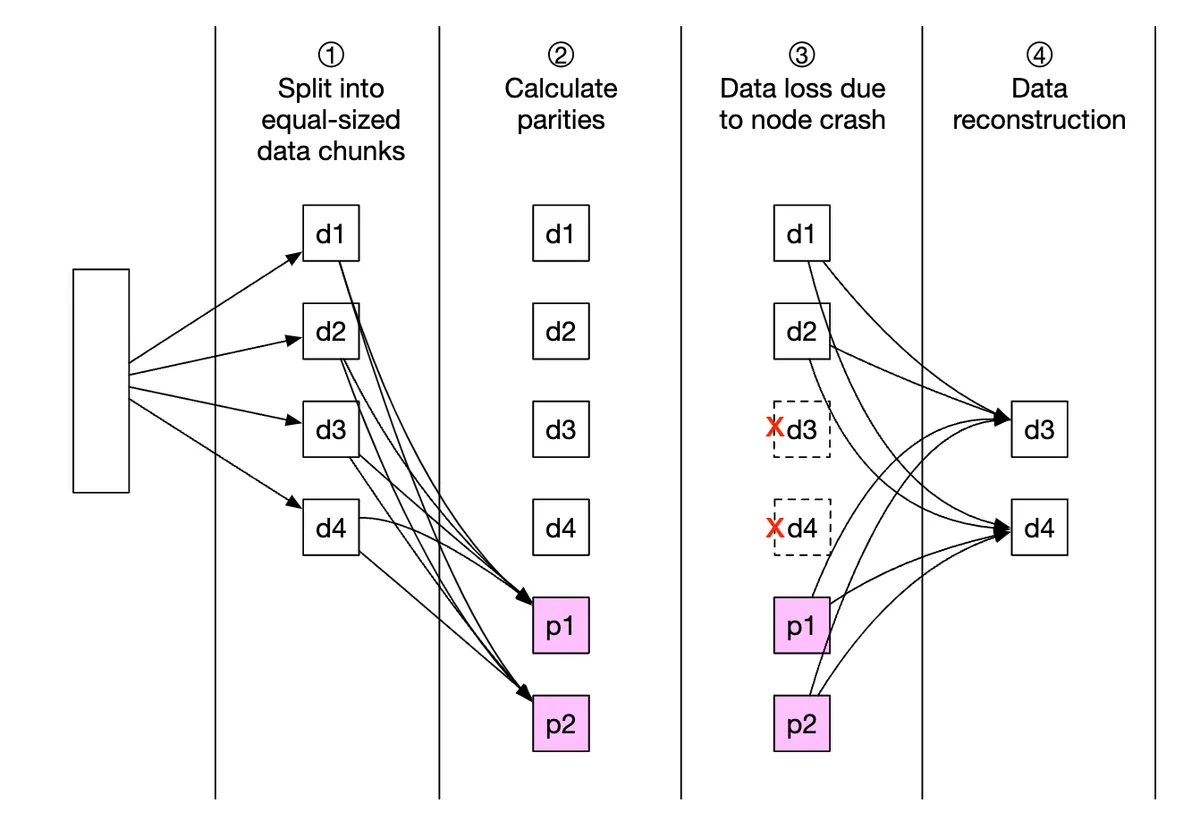 ①
Split into
equal-sized
data chunks
②
Calculate
parities
③
Data loss due
to node crash
④
Data
reconstruction
d1
d2
d3
d4
d1
d2
d3
d4
p1
p2
d1
d2
X d3
X d4
p1
p2
d3
d4